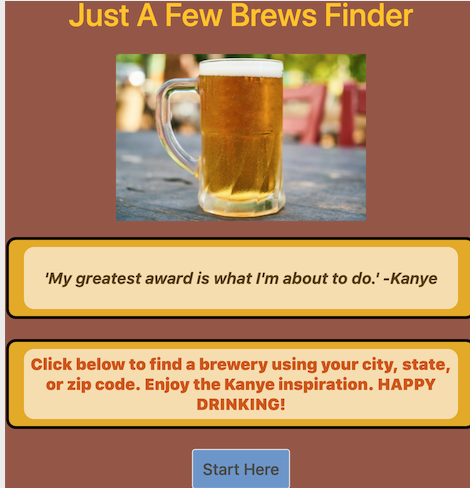 Just A Few Brews Finder
'My greatest award is what I'm about to do.' -Kanye
Click below to find a brewery using your city, state,
or zip code. Enjoy the Kanye inspiration. HAPPY
DRINKING!
Start Here